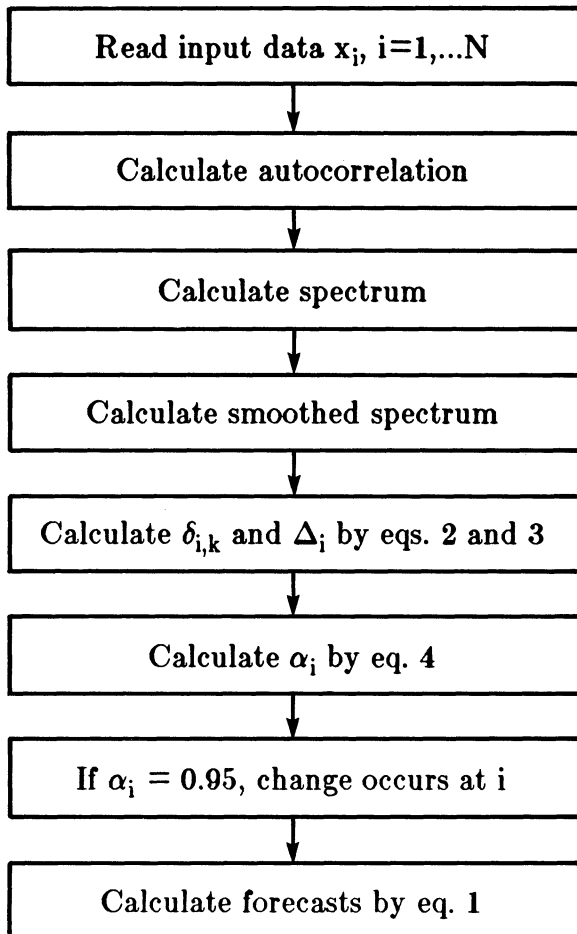 Read input data xᵢ, i=1,...N
Calculate autocorrelation
Calculate spectrum
Calculate smoothed spectrum
Calculate δᵢ,ₖ and Δᵢ by eqs. 2 and 3
Calculate αᵢ by eq. 4
If αᵢ = 0.95, change occurs at i
Calculate forecasts by eq. 1